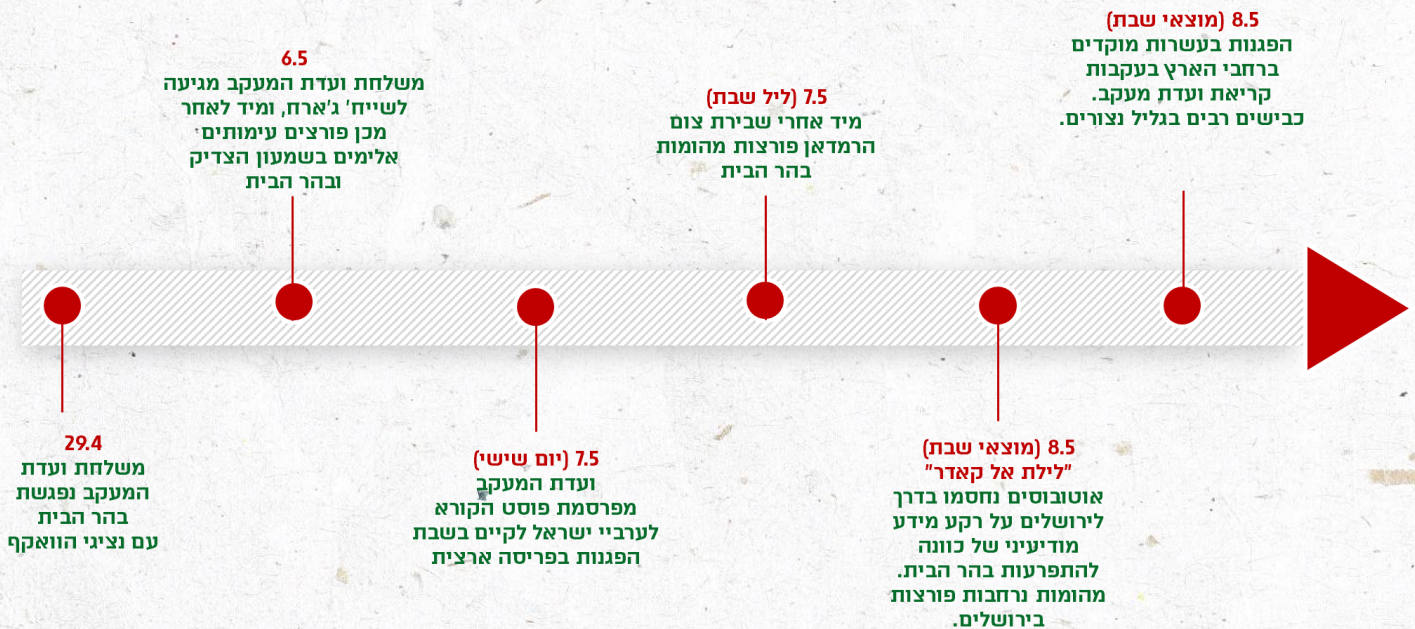 29.4
משלחת ועדת
המעקב נפגשת
בהר הבית
עם נציגי הוואקף
6.5
משלחת ועדת המעקב מגיעה
לשייח' ג'ארח, ומיד לאחר
מכן פורצים עימותים
אלימים בשמעון הצדיק
ובהר הבית
7.5 (יום שישי)
ועדת המעקב
מפרסמת פוסט הקורא
לערביי ישראל לקיים בשבת
הפגנות בפריסה ארצית
7.5 (ליל שבת)
מיד אחרי שבירת צום
הרמדאן פורצות מהומות
בהר הבית
8.5 (מוצאי שבת)
"לילת אל קאדר"
אוטובוסים נחסמו בדרך
לירושלים על רקע מידע
מודיעיני של כוונה
להתפרעות בהר הבית.
מהומות נרחבות פורצות
בירושלים.
8.5 (מוצאי שבת)
הפגנות בעשרות מוקדים
ברחבי הארץ בעקבות
קריאת ועדת מעקב.
כבישים רבים בגליל נצורים.